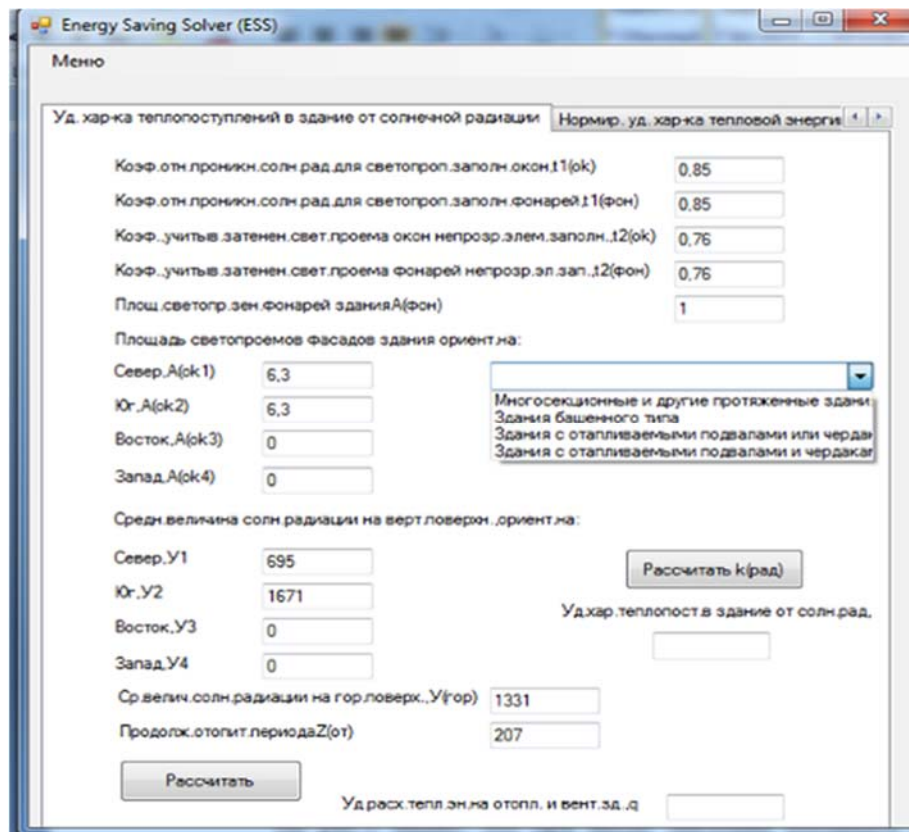 Energy Saving Solver (ESS)
Меню
Уд. хар-ка теплопоступлений в здание от солнечной радиации
Нормир. уд. хар-ка тепловой энерги
Коэф.отн.проникн.солн.рад.для светопроп.заполн.окон,t1(ok) 0,85
Коэф.отн.проникн.солн.рад.для светопроп.заполн.фонарей,t1(фон) 0,85
Коэф.,учитыв.затенен.свет.проема окон непрозр.элем.заполн.,t2(ok) 0,76
Коэф.,учитыв.затенен.свет.проема фонарей непрозр.эл.зап.,t2(фон) 0,76
Площ.светопр.зен.фонарей здания,А(фон) 1
Площадь светопроемов фасадов здания ориент.на:
Север,А(ok1) 6,3
Юг,А(ok2) 6,3
Многосекционные и другие протяженные здани
Здания башенного типа
Восток,А(ok3) 0
Здания с отапливаемыми подвалами или чердак
Здания с отапливаемыми подвалами и чердакам
Запад,А(ok4) 0
Средн.величина солн.радиации на верт.поверхн.,ориент.на:
Север,У1 695
Рассчитать k(рад)
Юг,У2 1671
Уд.хар.теплопост.в здание от солн.рад,
Восток,У3 0
Запад,У4 0
Ср.велич.солн.радиации на гор.поверх.,У(гор) 1331
Продолж.отопит.периода,Z(от) 207
Рассчитать
Уд.расх.тепл.эн.на отопл. и вент.зд.,q